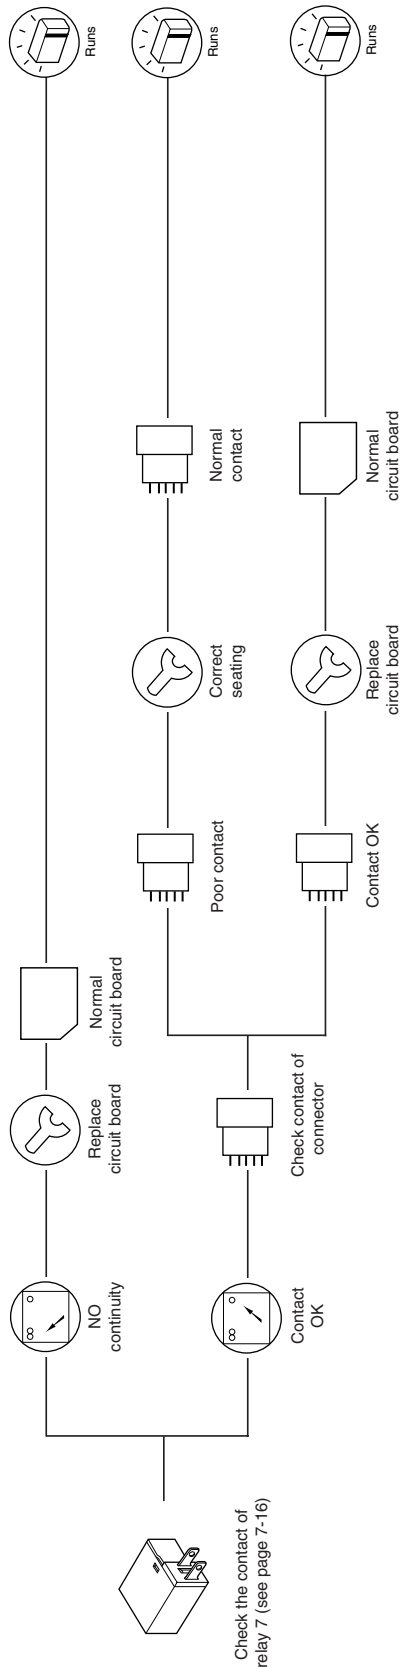 Check the contact of
relay 7 (see page 7-16)
NO
continuity
Replace
circuit board
Normal
circuit board
Runs
Contact
OK
Check contact of
connector
Poor contact
Correct
seating
Normal
contact
Runs
Contact OK
Replace
circuit board
Normal
circuit board
Runs